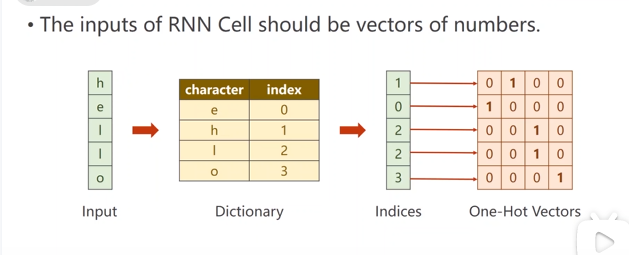 • The inputs of RNN Cell should be vectors of numbers.
h
e
l
l
o
Input
character index
e 0
h 1
l 2
o 3
Dictionary
1
0
2
2
3
Indices
0 1 0 0
1 0 0 0
0 0 1 0
0 0 1 0
0 0 0 1
One-Hot Vectors